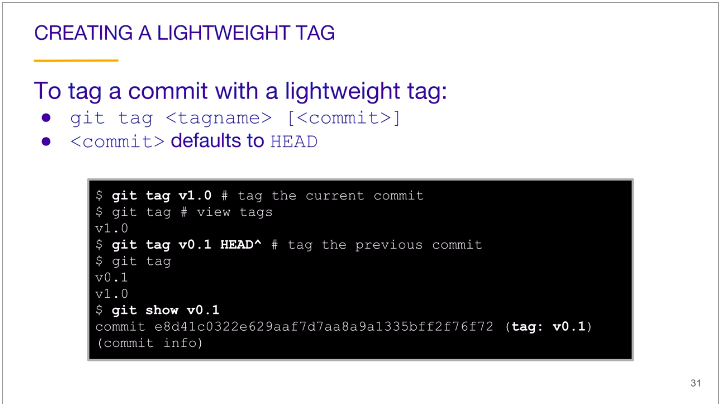 CREATING A LIGHTWEIGHT TAG
To tag a commit with a lightweight tag:
● git tag <tagname> [<commit>]
● <commit> defaults to HEAD
$ git tag v1.0 # tag the current commit
$ git tag # view tags
v1.0
$ git tag v0.1 HEAD^ # tag the previous commit
$ git tag
v0.1
v1.0
$ git show v0.1
commit e8d41c0322e629aaf7d7aa8a9a1335bff2f76f72 (tag: v0.1)
(commit info)
31